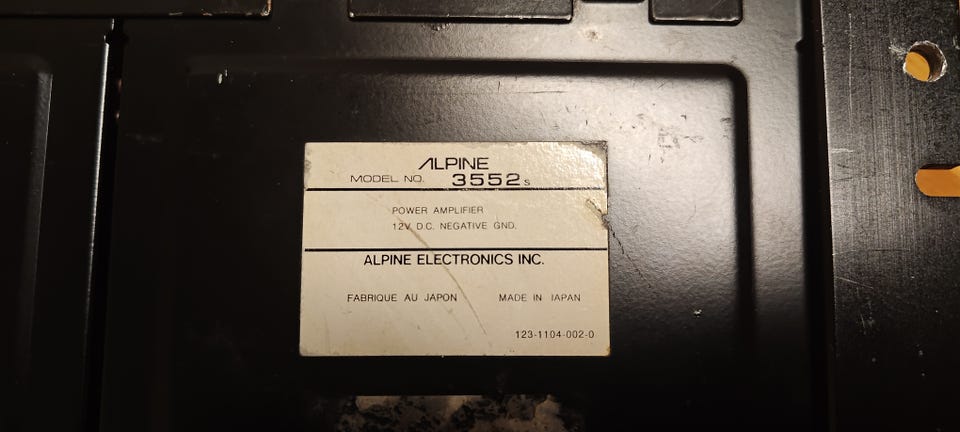 ALPINE
MODEL NO. 3552s
POWER AMPLIFIER
12V D.C. NEGATIVE GND.
ALPINE ELECTRONICS INC.
FABRIQUE AU JAPON MADE IN JAPAN
123-1104-002-0